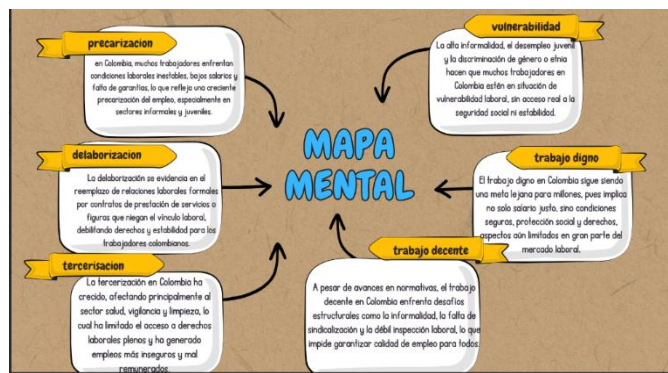 precarizacion
en Colombia, muchos trabajadores enfrentan
condiciones laborales inestables, bajos salarios y
falta de garantías, lo que refleja una creciente
precarización del empleo, especialmente en
sectores informales y juveniles.
delaborizacion
La delaborización se evidencia en el
reemplazo de relaciones laborales formales
por contratos de prestación de servicios o
figuras que niegan el vínculo laboral,
debilitando derechos y estabilidad para los
trabajadores colombianos.
tercerisacion
La tercerización en Colombia ha
crecido, afectando principalmente al
sector salud, vigilancia y limpieza, lo
cual ha limitado el acceso a derechos
laborales plenos y ha generado
empleos más inseguros y mal
remunerados.
MAPA
MENTAL
vulnerabilidad
La alta informalidad, el desempleo juvenil
y la discriminación de género o etnia
hacen que muchos trabajadores en
Colombia estén en situación de
vulnerabilidad laboral, sin acceso real a la
seguridad social ni estabilidad.
trabajo digno
El trabajo digno en Colombia sigue siendo
una meta lejana para millones, pues implica
no solo salario justo, sino condiciones
seguras, protección social y derechos,
aspectos aún limitados en gran parte del
mercado laboral.
trabajo decente
A pesar de avances en normativas, el trabajo
decente en Colombia enfrenta desafíos
estructurales como la informalidad, la falta de
sindicalización y la débil inspección laboral, lo que
impide garantizar calidad de empleo para todos.